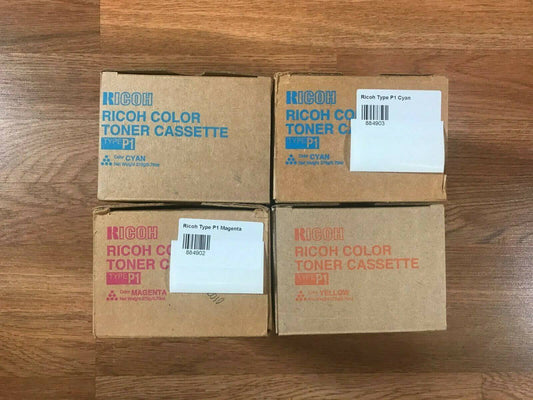 RICOH
RICOH COLOR
TONER CASSETTE
TYPE P1
Color
CYAN
RICOH
RICOH
TONER CA
TYPE P1
Color
CYAN
Ricoh Type P1 Cyan
884903
RICOH
RICOH CO
TONER CA
TYPE P1
Color
MAGENTA
Ricoh Type P1 Magenta
884902
RICOH
RICOH COLOR
TONER CASSETTE
TYPE P1
Color
YELLOW